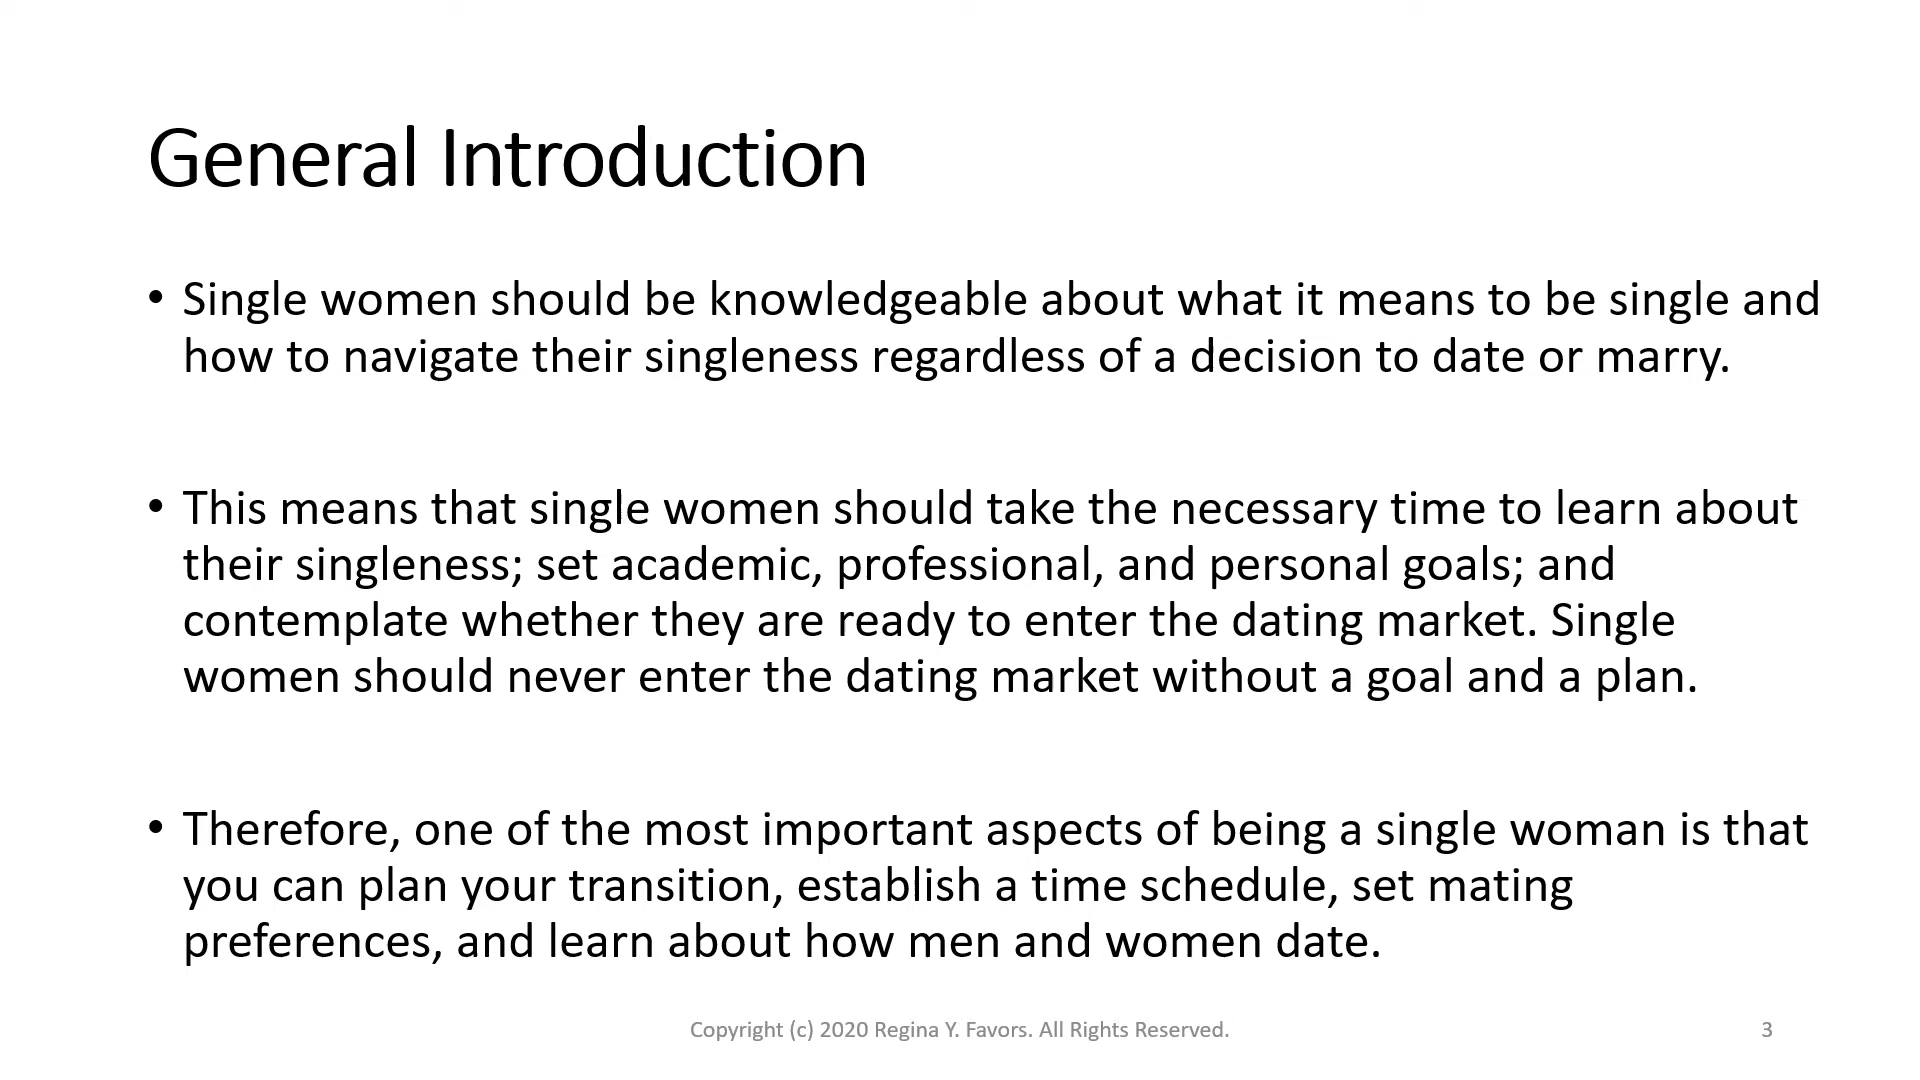 General Introduction
• Single women should be knowledgeable about what it means to be single and
how to navigate their singleness regardless of a decision to date or marry.
• This means that single women should take the necessary time to learn about
their singleness; set academic, professional, and personal goals; and
contemplate whether they are ready to enter the dating market. Single
women should never enter the dating market without a goal and a plan.
• Therefore, one of the most important aspects of being a single woman is that
you can plan your transition, establish a time schedule, set mating
preferences, and learn about how men and women date.
Copyright (c) 2020 Regina Y. Favors. All Rights Reserved.
3